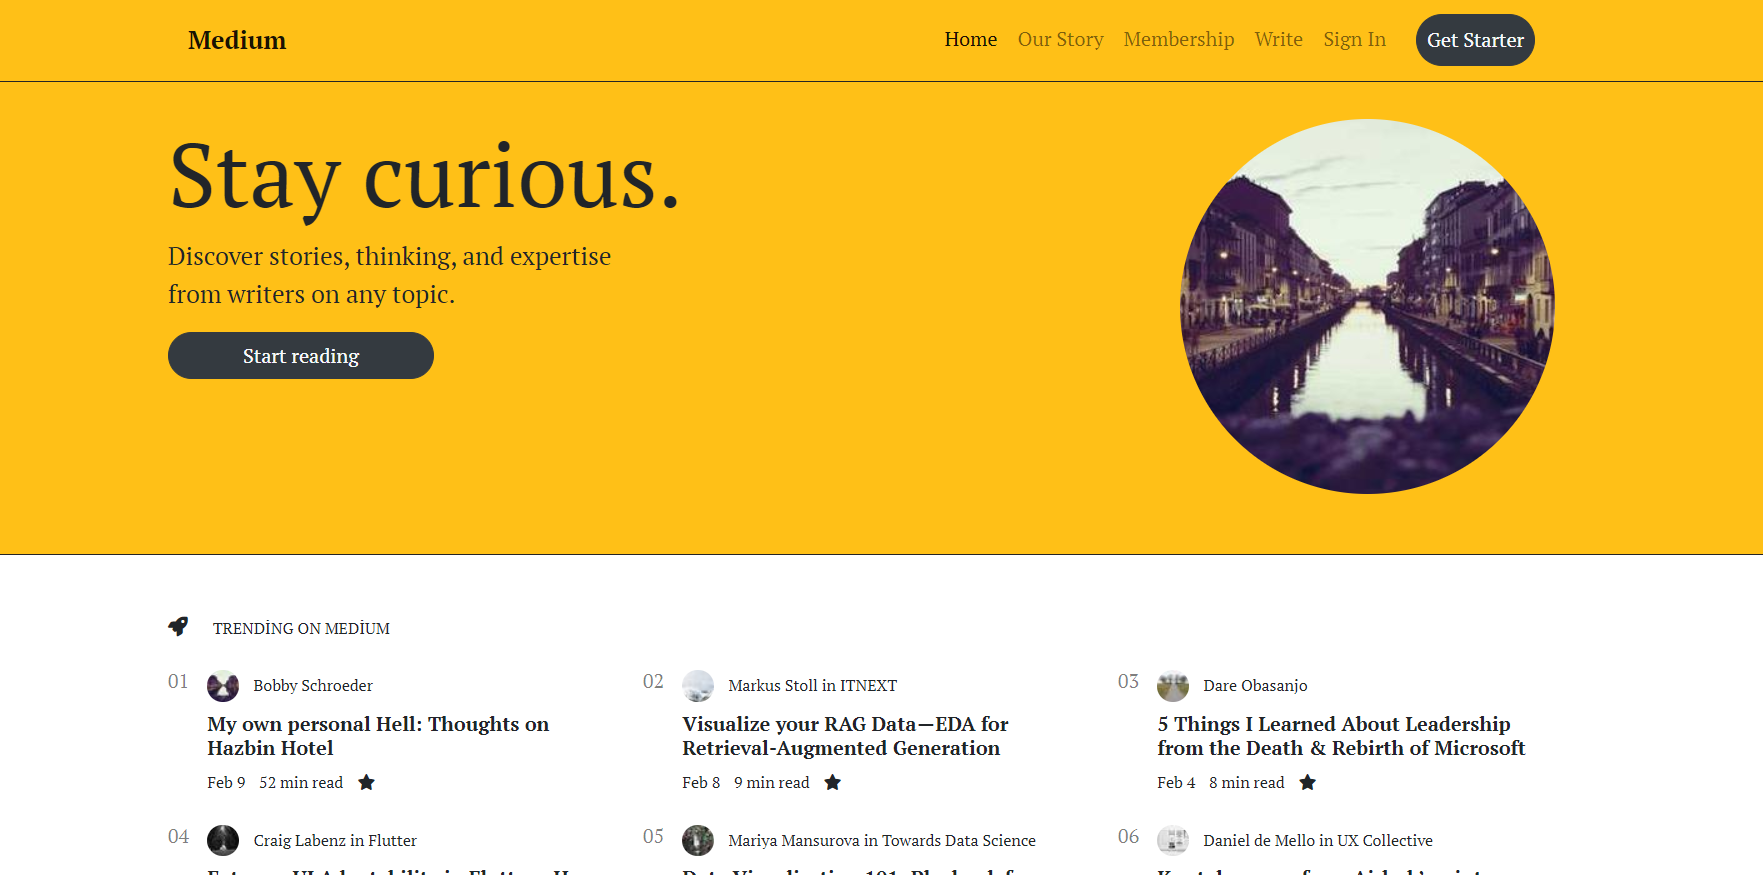 Medium
Home Our Story Membership Write Sign In Get Starter
Stay curious.
Discover stories, thinking, and expertise
from writers on any topic.
Start reading
TRENDİNG ON MEDİUM
01 Bobby Schroeder
My own personal Hell: Thoughts on
Hazbin Hotel
Feb 9 52 min read
02 Markus Stoll in ITNEXT
Visualize your RAG Data—EDA for
Retrieval-Augmented Generation
Feb 8 9 min read
03 Dare Obasanjo
5 Things I Learned About Leadership
from the Death & Rebirth of Microsoft
Feb 4 8 min read
04 Craig Labenz in Flutter
05 Mariya Mansurova in Towards Data Science
06 Daniel de Mello in UX Collective